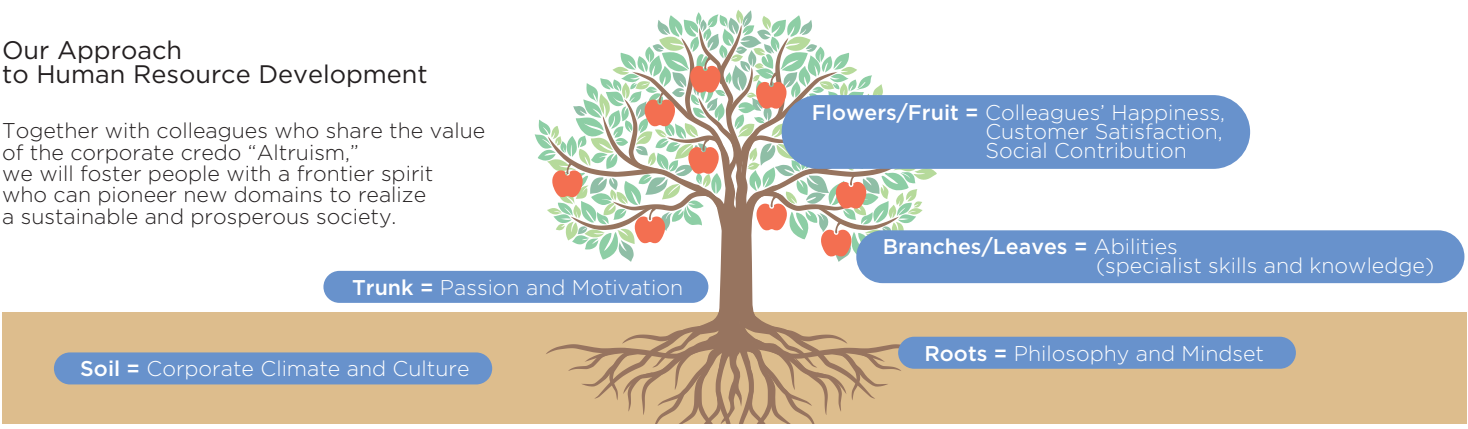 Our Approach
to Human Resource Development
Together with colleagues who share the value
of the corporate credo “Altruism,”
we will foster people with a frontier spirit
who can pioneer new domains to realize
a sustainable and prosperous society.
Flowers/Fruit = Colleagues’ Happiness,
Customer Satisfaction,
Social Contribution
Branches/Leaves = Abilities
(specialist skills and knowledge)
Trunk = Passion and Motivation
Soil = Corporate Climate and Culture
Roots = Philosophy and Mindset